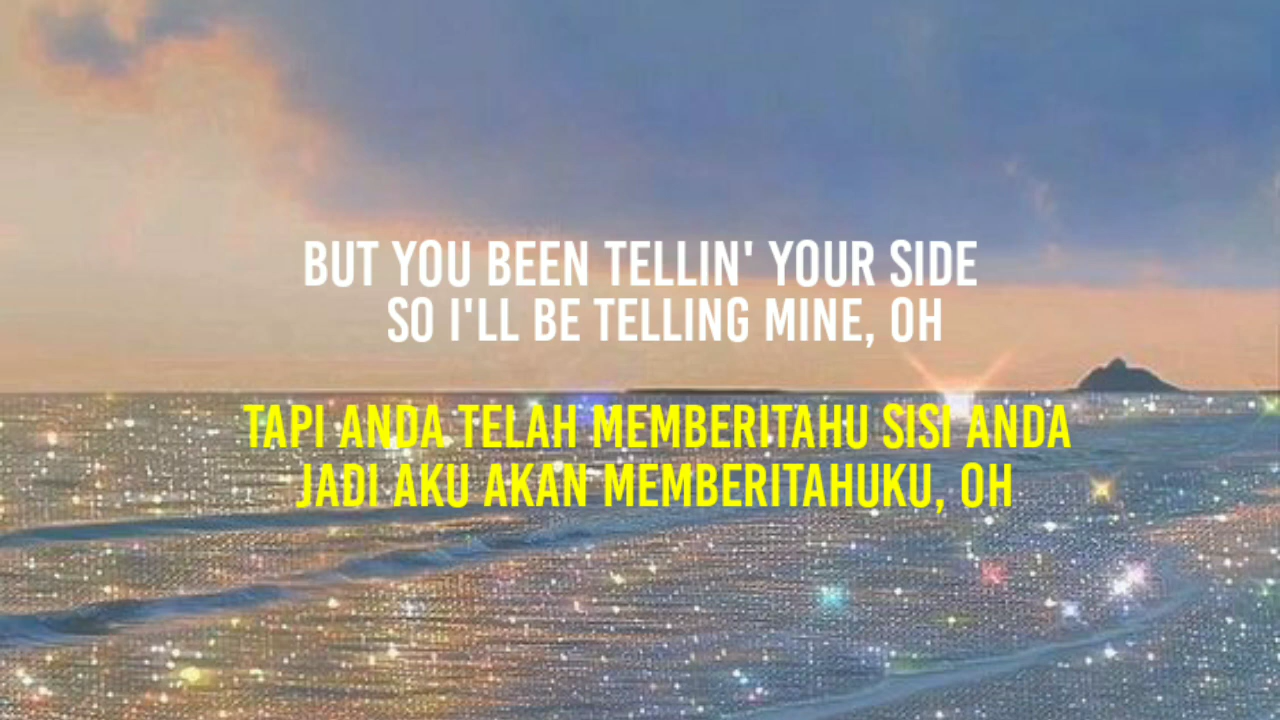 BUT YOU BEEN TELLIN' YOUR SIDE
SO I'LL BE TELLING MINE, OH
TAPI ANDA TELAH MEMBERITAHU SISI ANDA
JADI AKU AKAN MEMBERITAHUKU, OH